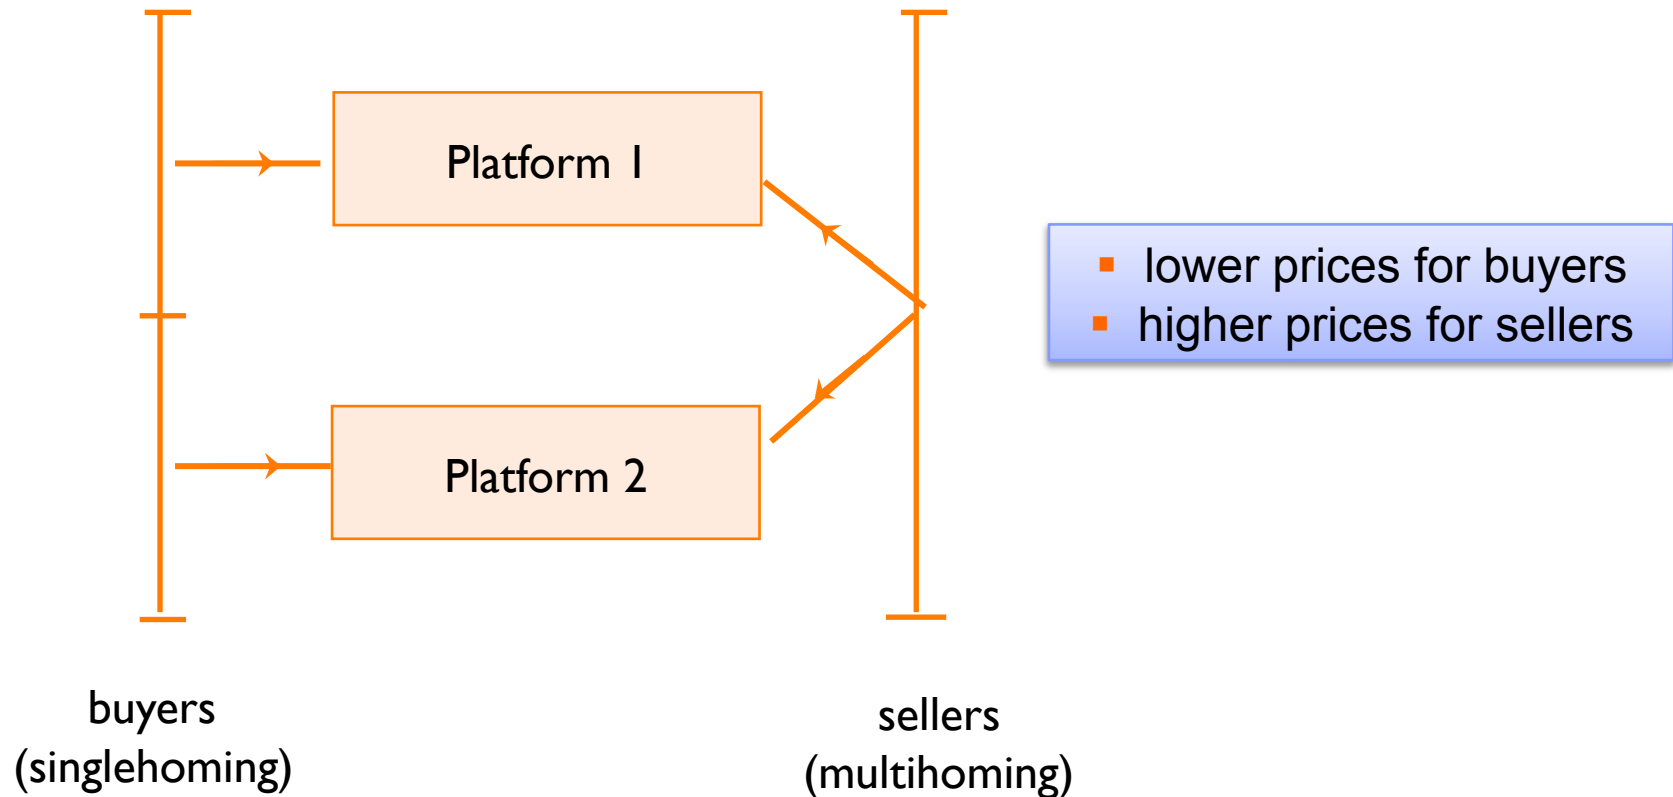 Platform 1
▪ lower prices for buyers
▪ higher prices for sellers
Platform 2
buyers
(singlehoming)
sellers
(multihoming)